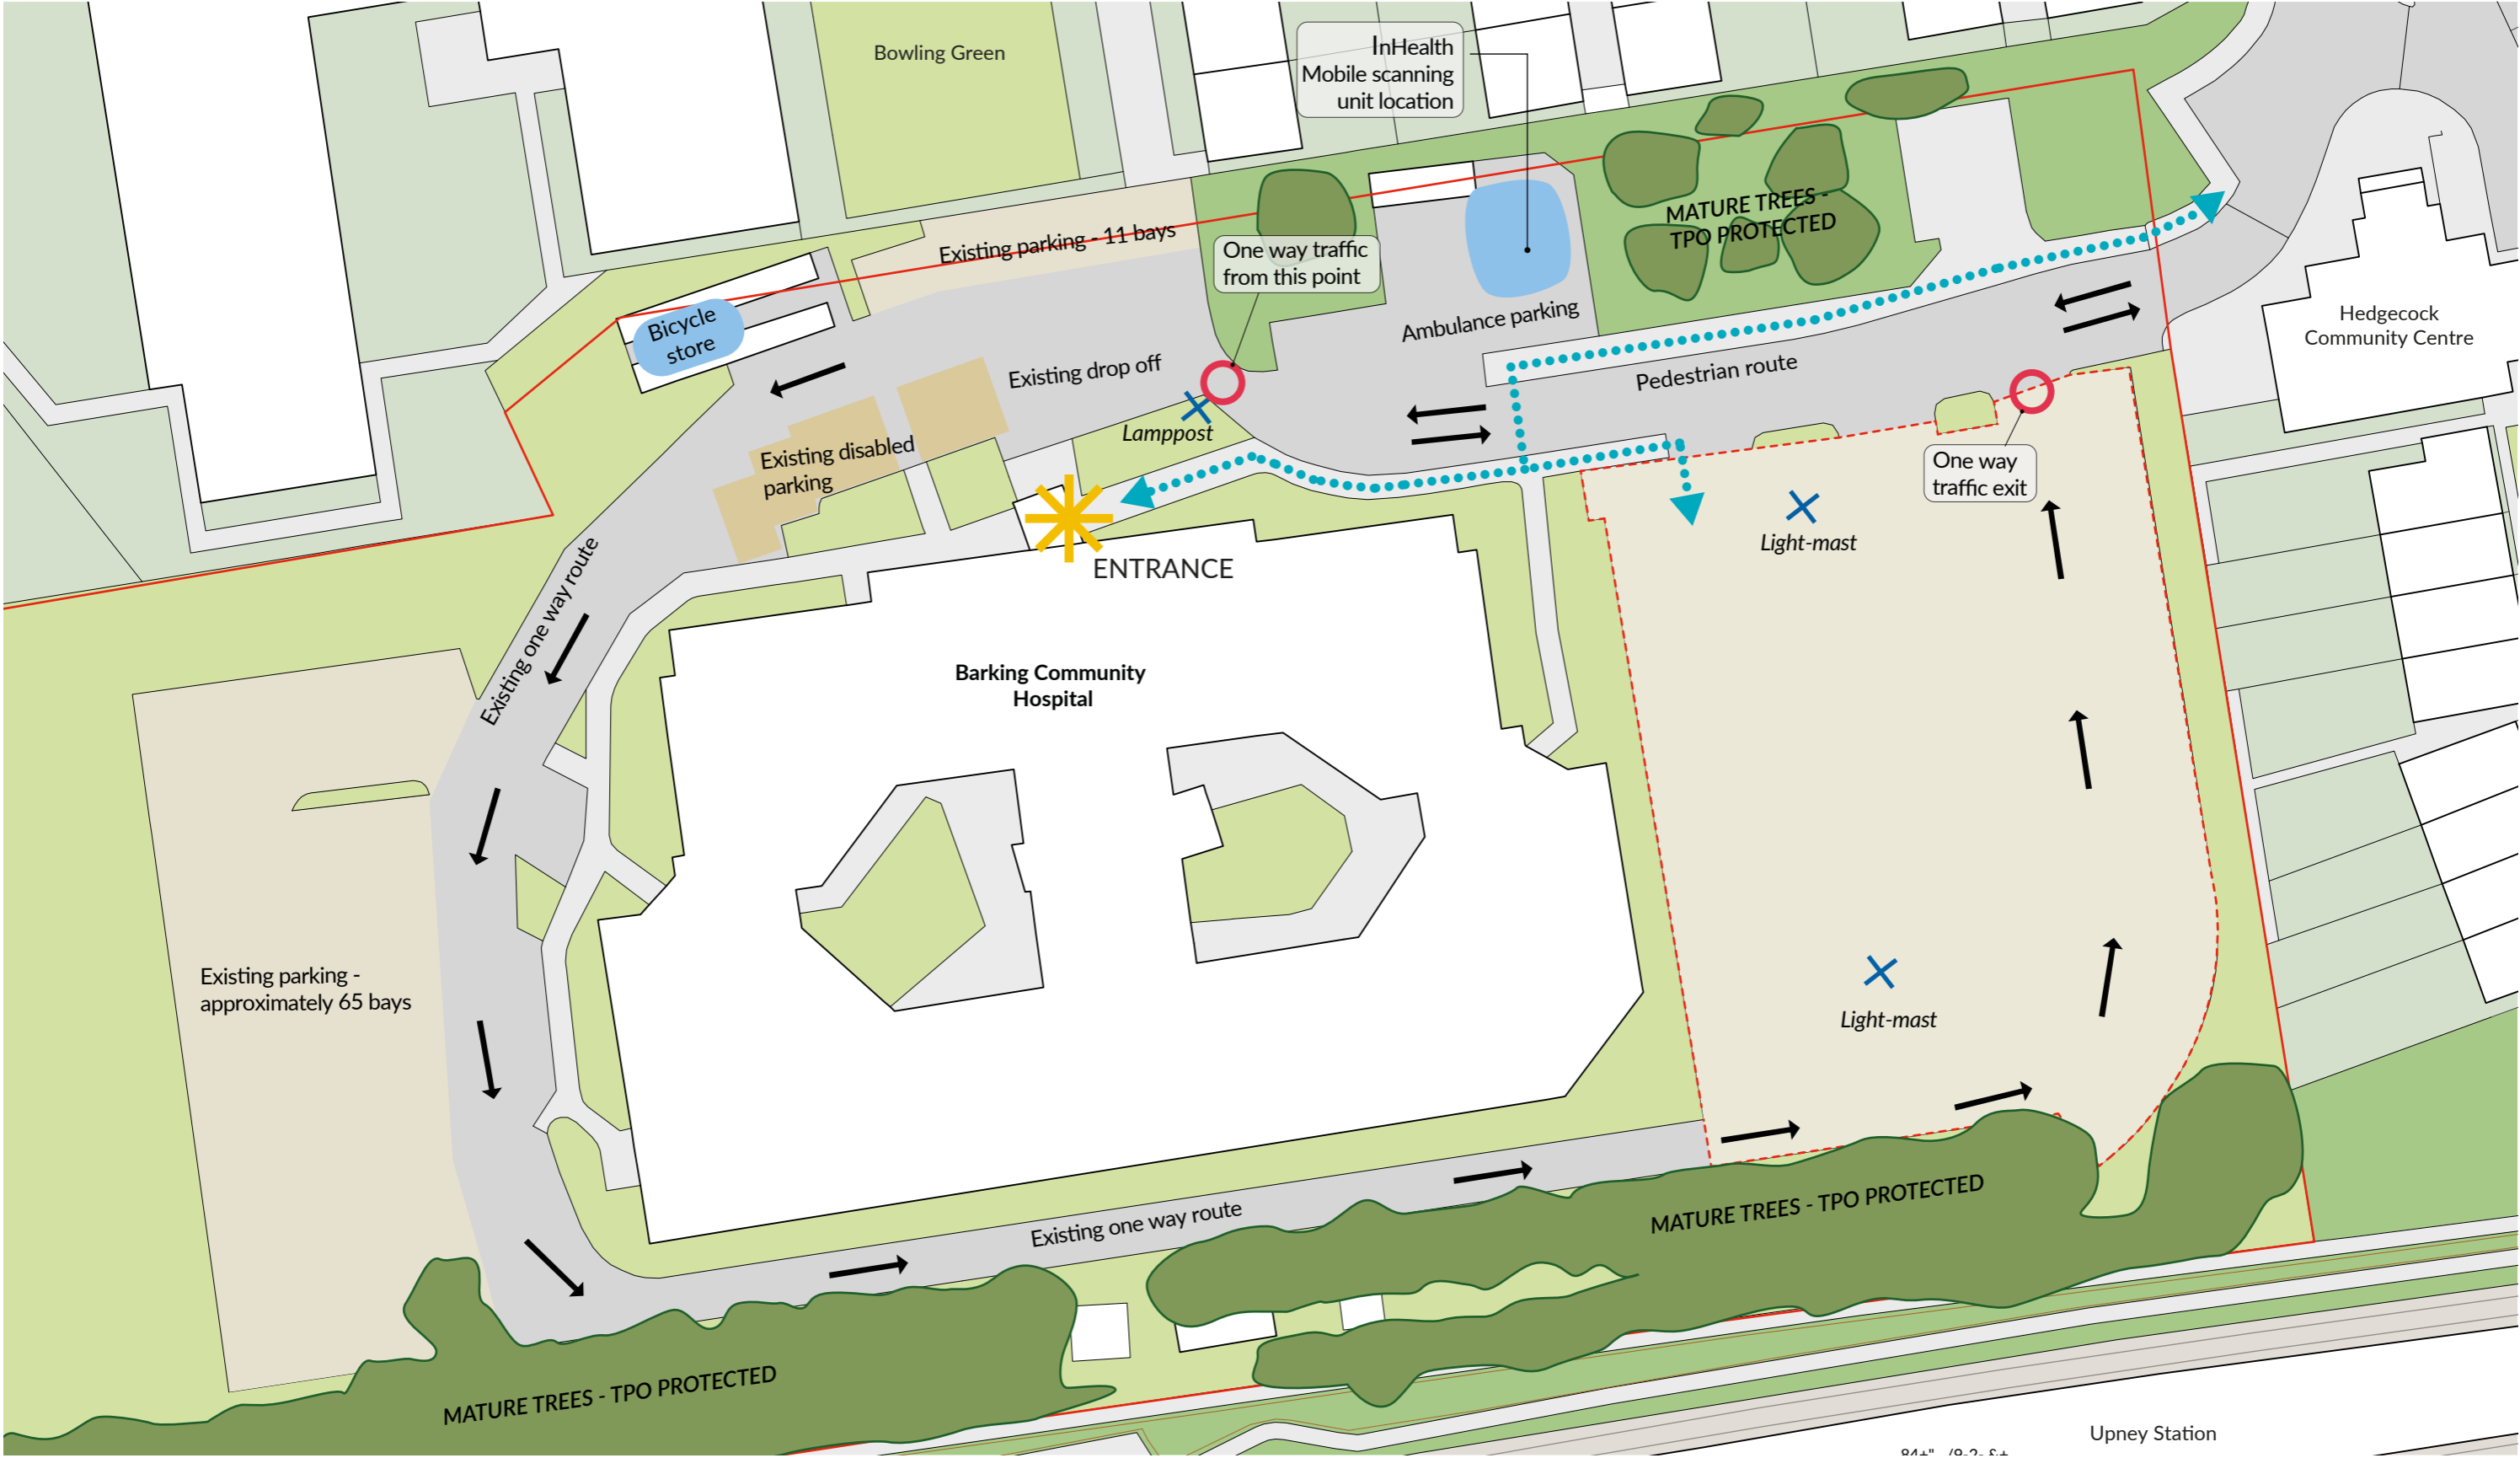 Bowling Green
InHealth
Mobile scanning
unit location
MATURE TREES -
TPO PROTECTED
Existing parking - 11 bays
One way traffic
from this point
Bicycle
store
Ambulance parking
Hedgecock
Community Centre
Existing drop off
Pedestrian route
Lamppost
Existing disabled
parking
One way
traffic exit
ENTRANCE
Light-mast
Existing one way route
Barking Community
Hospital
Existing parking -
approximately 65 bays
Light-mast
Existing one way route
MATURE TREES - TPO PROTECTED
MATURE TREES - TPO PROTECTED
Upney Station